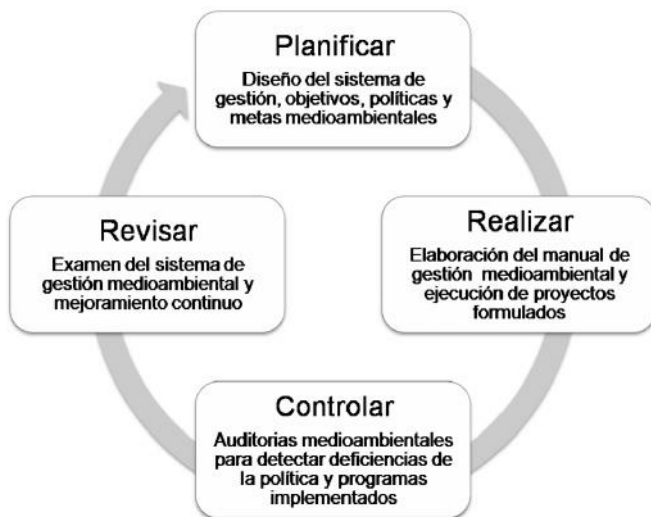 Planificar
Diseño del sistema de
gestión, objetivos, políticas y
metas medioambientales
Realizar
Elaboración del manual de
gestión medioambiental y
ejecución de proyectos
formulados
Controlar
Auditorias medioambientales
para detectar deficiencias de
la política y programas
implementados
Revisar
Examen del sistema de
gestión medioambiental y
mejoramiento continuo